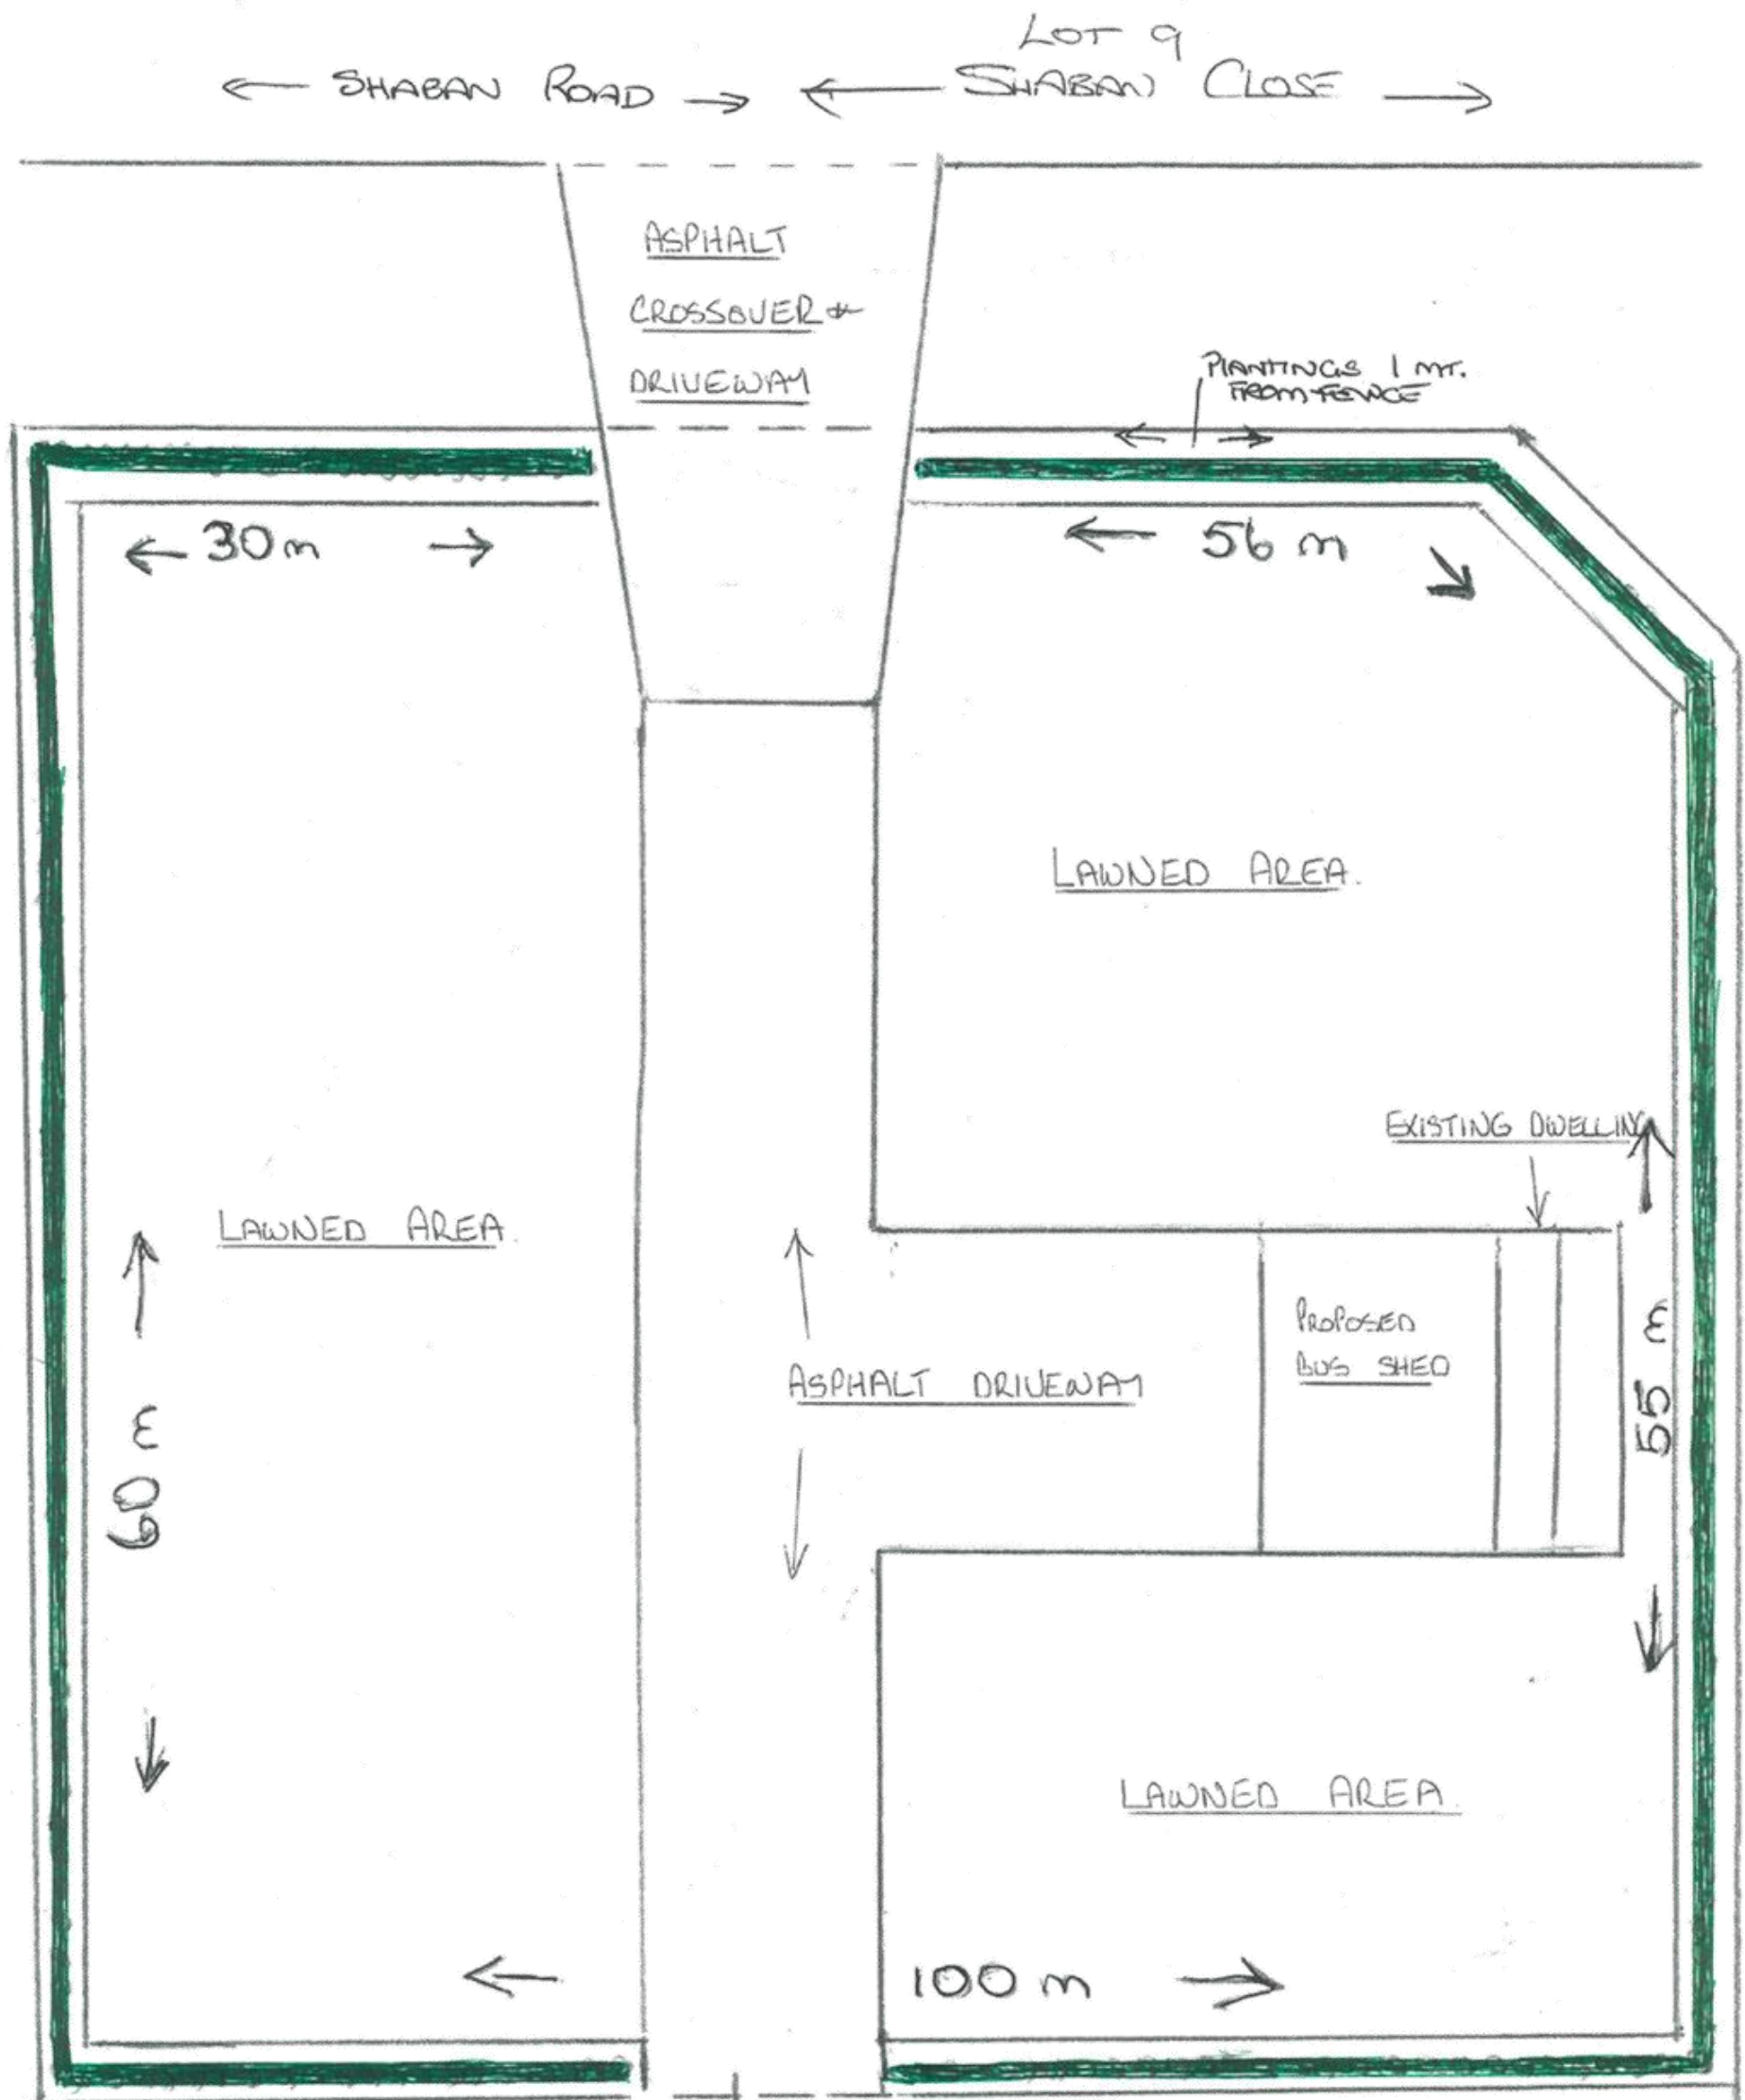 LOT 9
SHABAN ROAD
SHABAN CLOSE
ASPHALT
CROSSOVER &
DRIVEWAY
PLANTINGS 1 MT.
FROM FENCE
30m
56 m
LAWNED AREA.
EXISTING DWELLING
LAWNED AREA.
PROPOSED
BUS SHED
ASPHALT DRIVEWAY
60 m
55 m
LAWNED AREA.
100 m